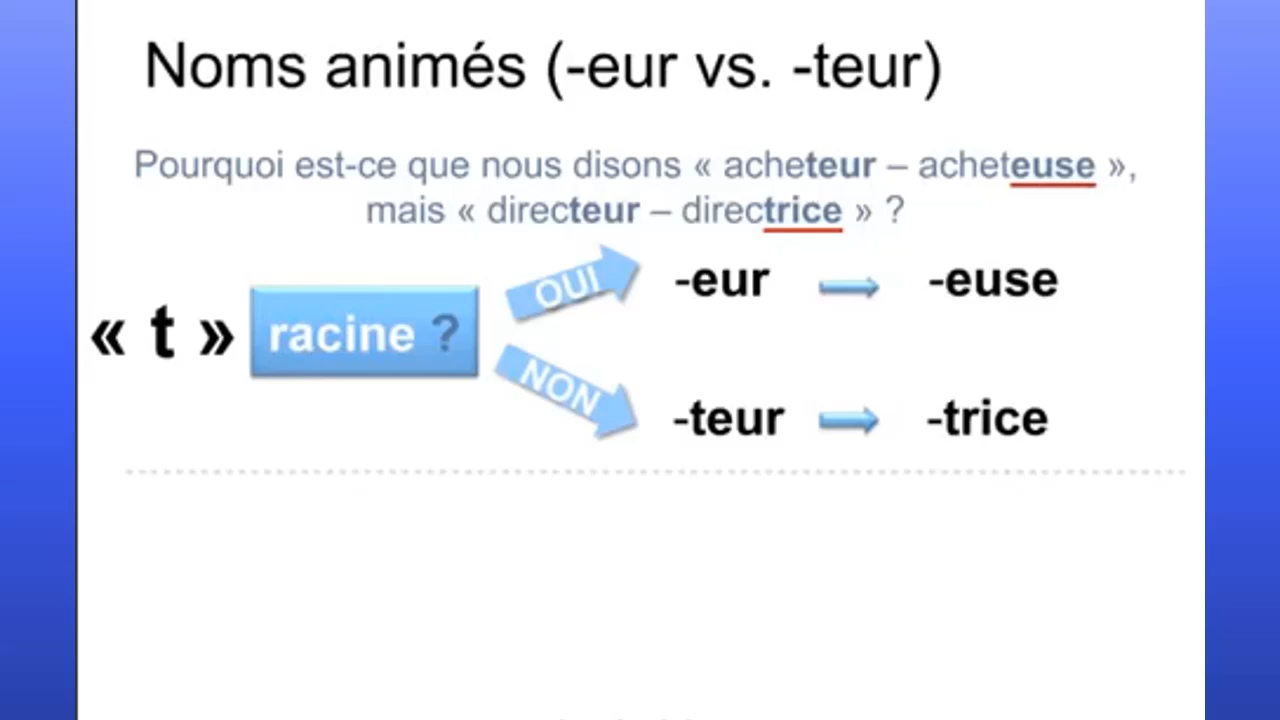 Noms animés (-eur vs. -teur)
Pourquoi est-ce que nous disons « acheteur – acheteuse »,
mais « directeur – directrice » ?
OUI
-eur
-euse
« t »
racine ?
NON
-teur
-trice